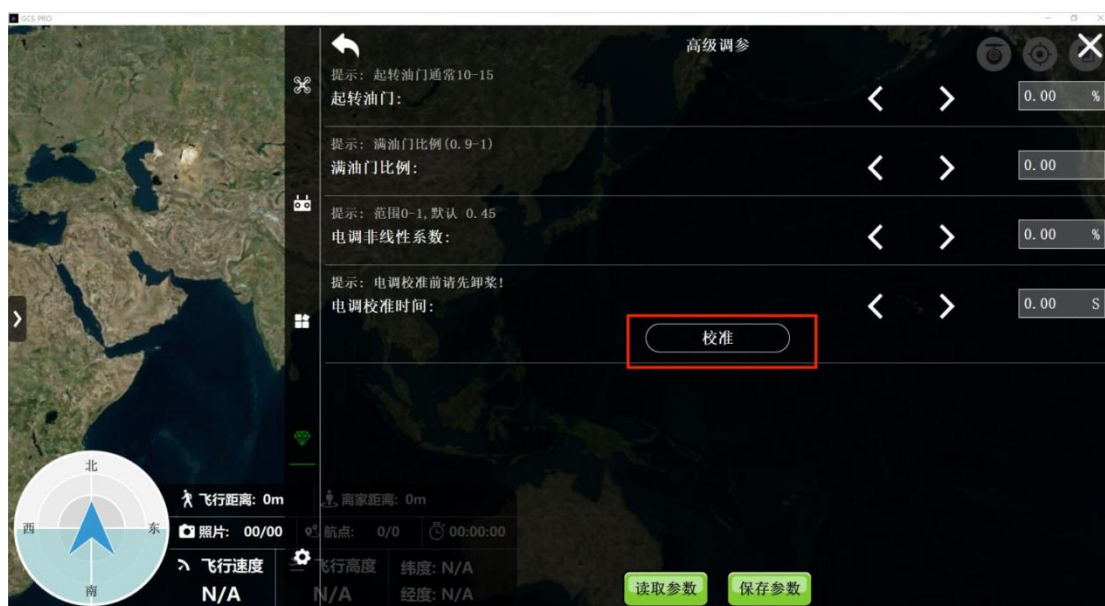 GCS PRO
高级调参
提示: 起转油门通常10-15
起转油门:
0.00 %
提示: 满油门比例(0.9-1)
满油门比例:
0.00
提示: 范围0-1,默认 0.45
电调非线性系数:
0.00 %
提示: 电调校准前请先卸桨!
电调校准时间:
0.00 S
校准
北
西
东
南
飞行距离: 0m
离家距离: 0m
照片: 00/00
航点: 0/0
00:00:00
飞行速度
N/A
飞行高度
N/A
纬度: N/A
经度: N/A
读取参数
保存参数